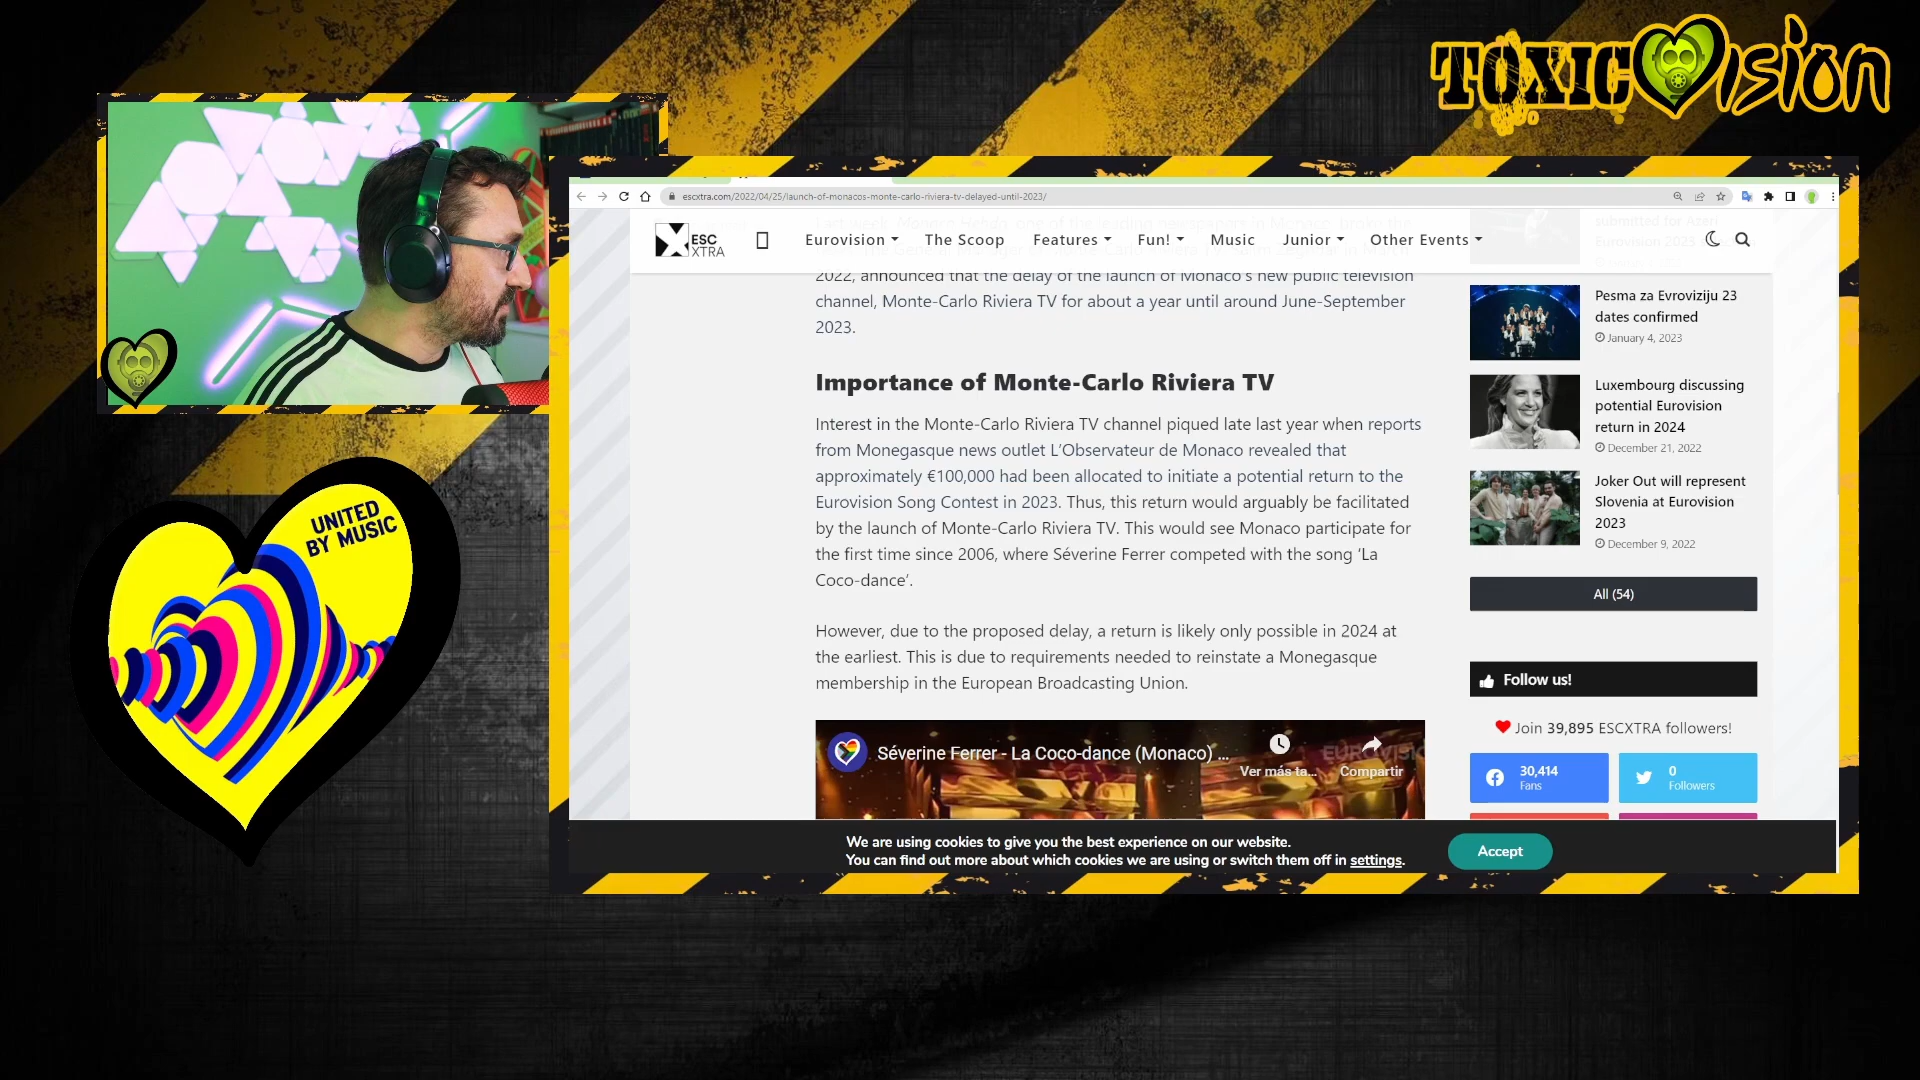 TOXICVision
UNITED
BY MUSIC
escxtra.com/2022/04/25/launch-of-monacos-monte-carlo-riviera-tv-delayed-until-2023/
ESC
XTRA
Eurovision
The Scoop
Features
Fun!
Music
Junior
Other Events
2022, announced that the delay of the launch of Monaco's new public television
channel, Monte-Carlo Riviera TV for about a year until around June-September
2023.
Importance of Monte-Carlo Riviera TV
Interest in the Monte-Carlo Riviera TV channel piqued late last year when reports
from Monegasque news outlet L'Observateur de Monaco revealed that
approximately €100,000 had been allocated to initiate a potential return to the
Eurovision Song Contest in 2023. Thus, this return would arguably be facilitated
by the launch of Monte-Carlo Riviera TV. This would see Monaco participate for
the first time since 2006, where Séverine Ferrer competed with the song 'La
Coco-dance'.
However, due to the proposed delay, a return is likely only possible in 2024 at
the earliest. This is due to requirements needed to reinstate a Monegasque
membership in the European Broadcasting Union.
Séverine Ferrer - La Coco-dance (Monaco) ...
Ver más ta...
Compartir
submitted for Azeri
Pesma za Evroviziju 23
dates confirmed
January 4, 2023
Luxembourg discussing
potential Eurovision
return in 2024
December 21, 2022
Joker Out will represent
Slovenia at Eurovision
2023
December 9, 2022
All (54)
Follow us!
Join 39,895 ESCXTRA followers!
30,414
Fans
0
Followers
We are using cookies to give you the best experience on our website.
You can find out more about which cookies we are using or switch them off in settings.
Accept